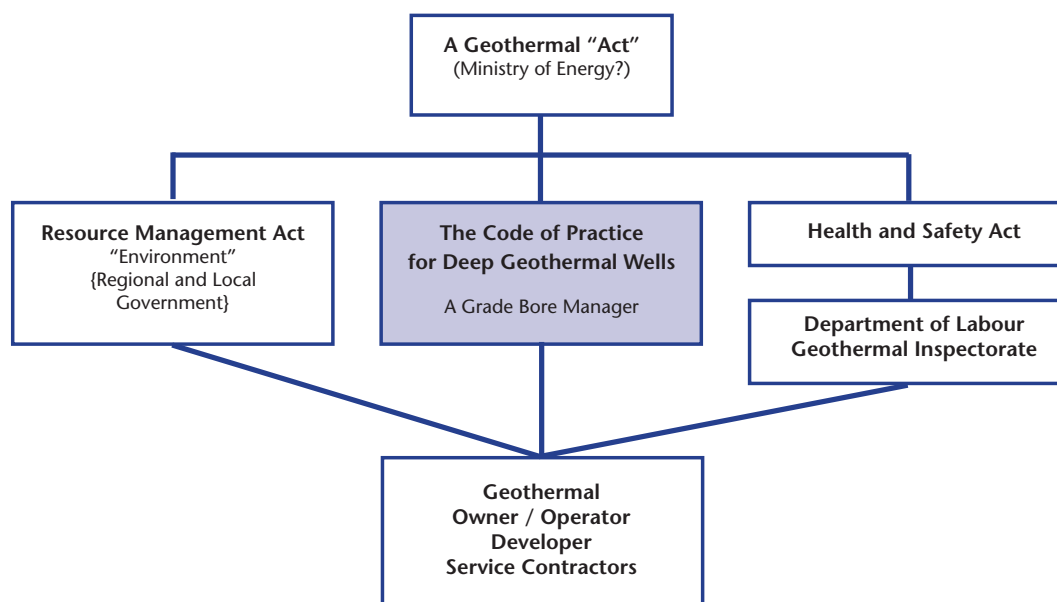 A Geothermal “Act”
(Ministry of Energy?)
Resource Management Act
“Environment”
{Regional and Local
Government}
The Code of Practice
for Deep Geothermal Wells
A Grade Bore Manager
Health and Safety Act
Department of Labour
Geothermal Inspectorate
Geothermal
Owner / Operator
Developer
Service Contractors